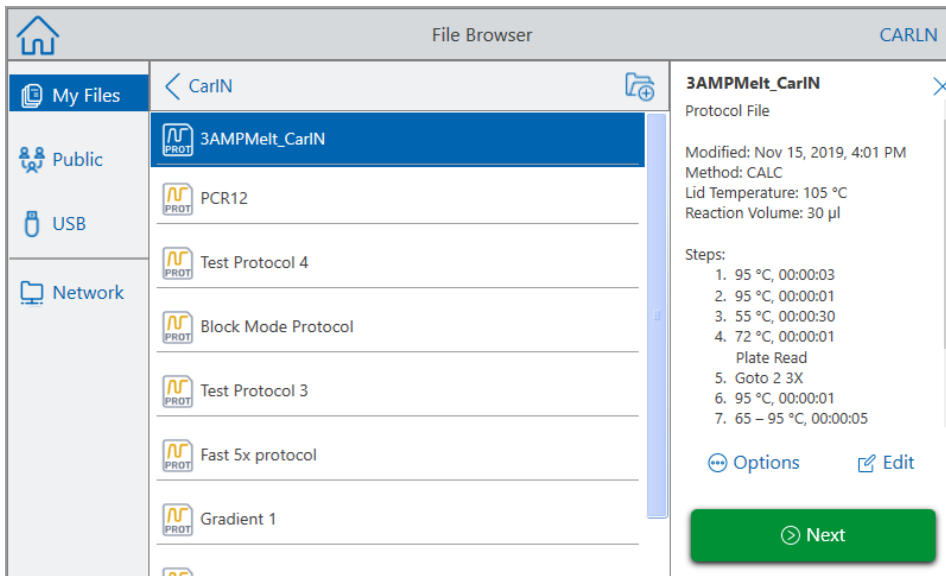 File Browser
CARLN
My Files
Public
USB
Network
CarIN
PROT
3AMPMelt_CarIN
PROT
PCR12
PROT
Test Protocol 4
PROT
Block Mode Protocol
PROT
Test Protocol 3
PROT
Fast 5x protocol
PROT
Gradient 1
3AMPMelt_CarIN
Protocol File
Modified: Nov 15, 2019, 4:01 PM
Method: CALC
Lid Temperature: 105 °C
Reaction Volume: 30 µl
Steps:
1. 95 °C, 00:00:03
2. 95 °C, 00:00:01
3. 55 °C, 00:00:30
4. 72 °C, 00:00:01
Plate Read
5. Goto 2 3X
6. 95 °C, 00:00:01
7. 65 – 95 °C, 00:00:05
Options
Edit
Next